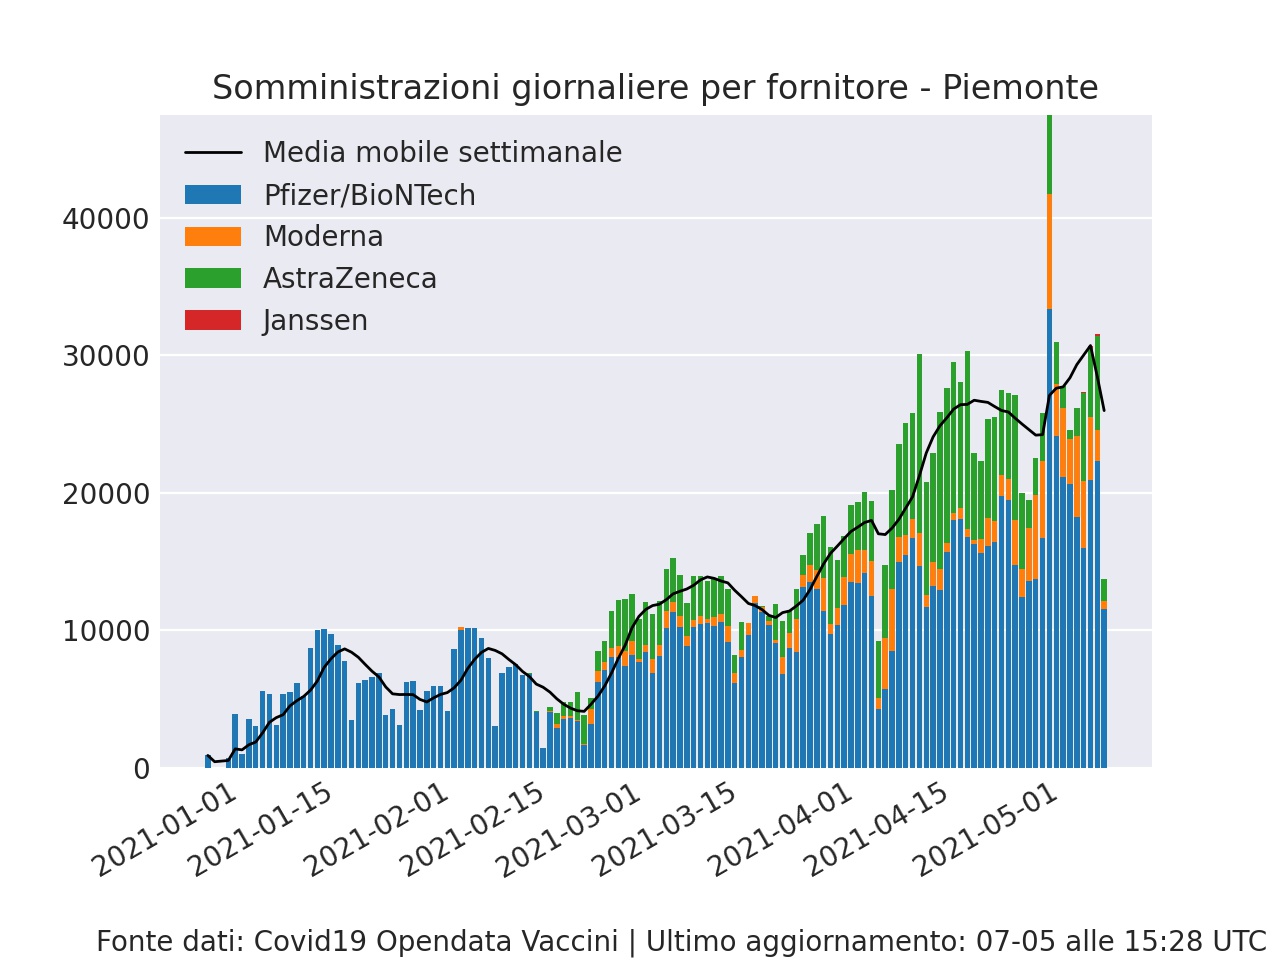 Somministrazioni giornaliere per fornitore - Piemonte
Media mobile settimanale
Pfizer/BioNTech
Moderna
AstraZeneca
Janssen
40000
30000
20000
10000
0
2021-01-01
2021-01-15
2021-02-01
2021-02-15
2021-03-01
2021-03-15
2021-04-01
2021-04-15
2021-05-01
Fonte dati: Covid19 Opendata Vaccini | Ultimo aggiornamento: 07-05 alle 15:28 UTC